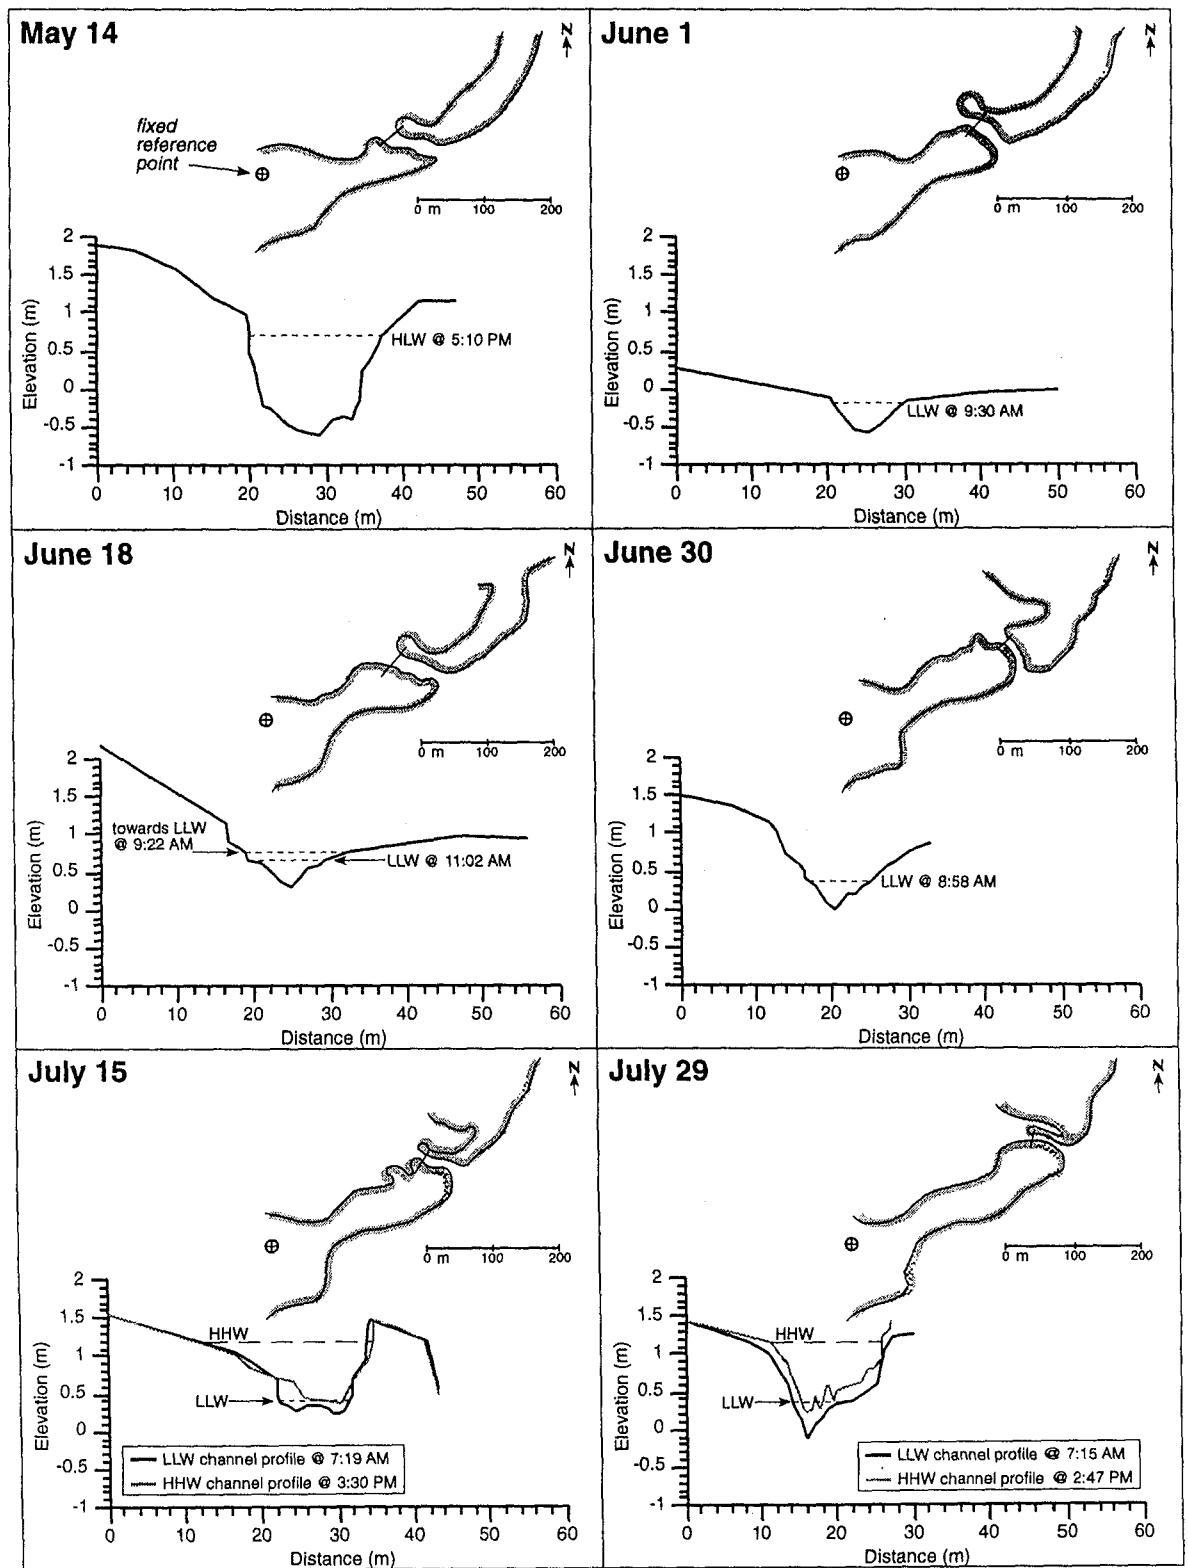 May 14
N
fixed
reference
point
0 m 100 200
2
1.5
1
0.5
0
-0.5
-1
Elevation (m)
HLW @ 5:10 PM
0 10 20 30 40 50 60
Distance (m)
June 1
N
0 m 100 200
2
1.5
1
0.5
0
-0.5
-1
Elevation (m)
LLW @ 9:30 AM
0 10 20 30 40 50 60
Distance (m)
June 18
N
0 m 100 200
2
1.5
1
0.5
0
-0.5
-1
Elevation (m)
towards LLW
@ 9:22 AM
LLW @ 11:02 AM
0 10 20 30 40 50 60
Distance (m)
June 30
N
0 m 100 200
2
1.5
1
0.5
0
-0.5
-1
Elevation (m)
LLW @ 8:58 AM
0 10 20 30 40 50 60
Distance (m)
July 15
N
0 m 100 200
2
1.5
1
0.5
0
-0.5
-1
Elevation (m)
HHW
LLW
LLW channel profile @ 7:19 AM
HHW channel profile @ 3:30 PM
0 10 20 30 40 50 60
Distance (m)
July 29
N
0 m 100 200
2
1.5
1
0.5
0
-0.5
-1
Elevation (m)
HHW
LLW
LLW channel profile @ 7:15 AM
HHW channel profile @ 2:47 PM
0 10 20 30 40 50 60
Distance (m)